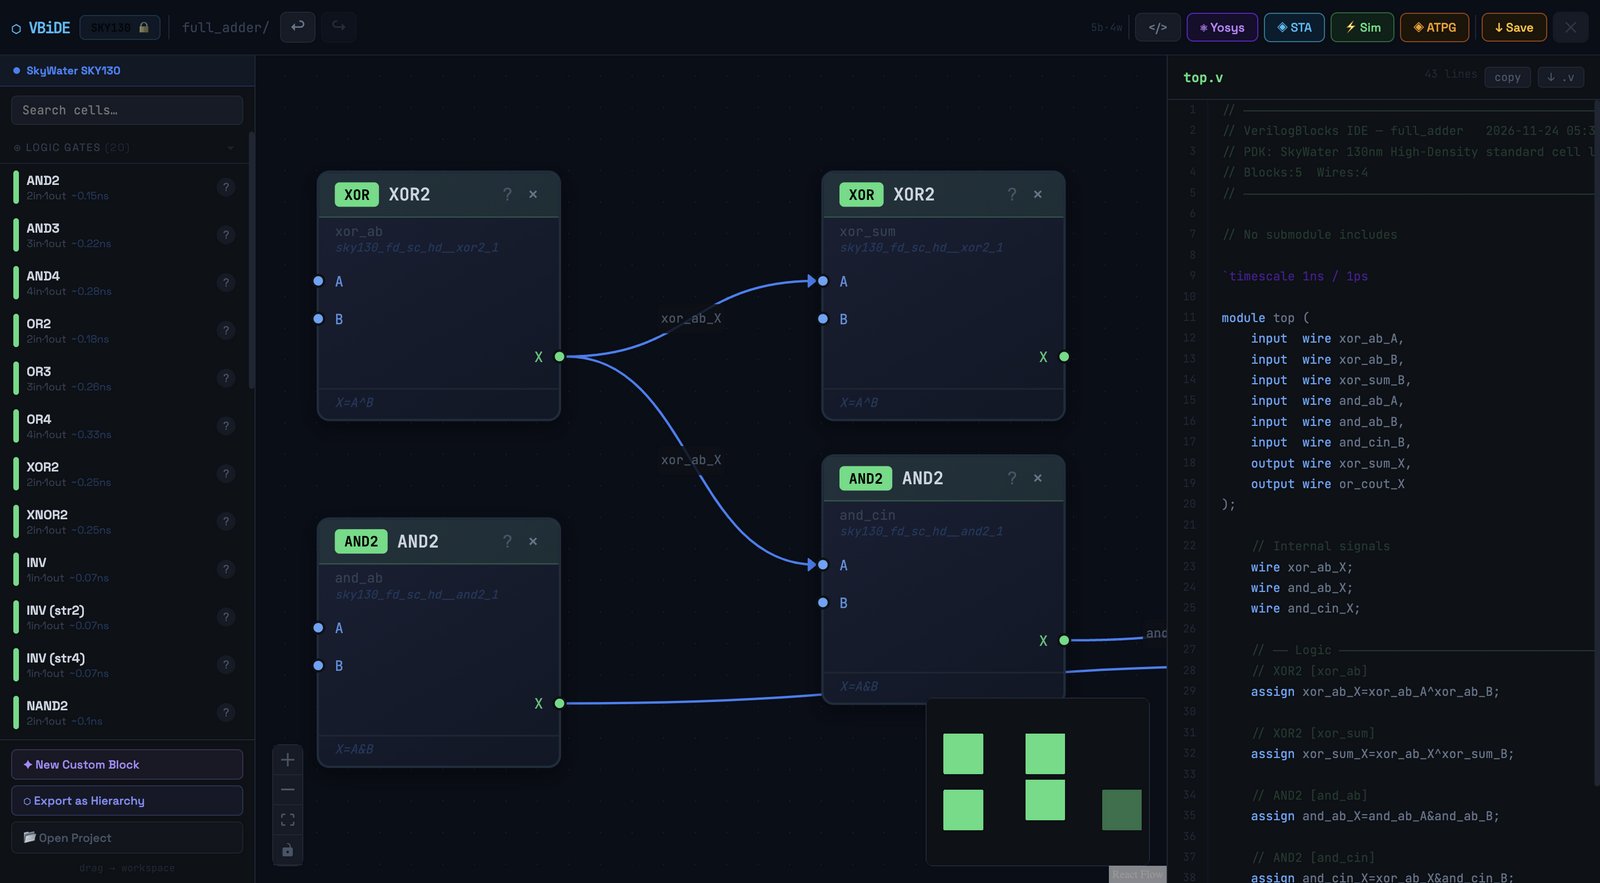 VBiDE SKY130 full_adder/ 5b·4w </> Yosys STA Sim ATPG Save
SkyWater SKY130
Search cells…
LOGIC GATES (20)
AND2
2in·1out ~0.15ns
?
AND3
3in·1out ~0.22ns
?
AND4
4in·1out ~0.28ns
?
OR2
2in·1out ~0.18ns
?
OR3
3in·1out ~0.26ns
?
OR4
4in·1out ~0.33ns
?
XOR2
2in·1out ~0.25ns
?
XNOR2
2in·1out ~0.25ns
?
INV
1in·1out ~0.07ns
?
INV (str2)
1in·1out ~0.07ns
?
INV (str4)
1in·1out ~0.07ns
?
NAND2
2in·1out ~0.1ns
?
New Custom Block
Export as Hierarchy
Open Project
drag → workspace
XOR XOR2 ? ×
xor_ab
sky130_fd_sc_hd__xor2_1
A
B
X
X=A^B
xor_ab_X
xor_ab_X
XOR XOR2 ? ×
xor_sum
sky130_fd_sc_hd__xor2_1
A
B
X
X=A^B
AND2 AND2 ? ×
and_ab
sky130_fd_sc_hd__and2_1
A
B
X
X=A&B
AND2 AND2 ? ×
and_cin
sky130_fd_sc_hd__and2_1
A
B
X
X=A&B
and
React Flow
top.v 43 lines copy ↓ .v
1 //
2 // VerilogBlocks IDE — full_adder 2026-11-24 05:3
3 // PDK: SkyWater 130nm High-Density standard cell l
4 // Blocks:5 Wires:4
5 //
6
7 // No submodule includes
8
9 `timescale 1ns / 1ps
10
11 module top (
12 input wire xor_ab_A,
13 input wire xor_ab_B,
14 input wire xor_sum_B,
15 input wire and_ab_A,
16 input wire and_ab_B,
17 input wire and_cin_B,
18 output wire xor_sum_X,
19 output wire or_cout_X
20 );
21
22 // Internal signals
23 wire xor_ab_X;
24 wire and_ab_X;
25 wire and_cin_X;
26
27 // —— Logic
28 // XOR2 [xor_ab]
29 assign xor_ab_X=xor_ab_A^xor_ab_B;
30
31 // XOR2 [xor_sum]
32 assign xor_sum_X=xor_ab_X^xor_sum_B;
33
34 // AND2 [and_ab]
35 assign and_ab_X=and_ab_A&and_ab_B;
36
37 // AND2 [and_cin]
38 assign and_cin_X=xor_ab_X&and_cin_B;